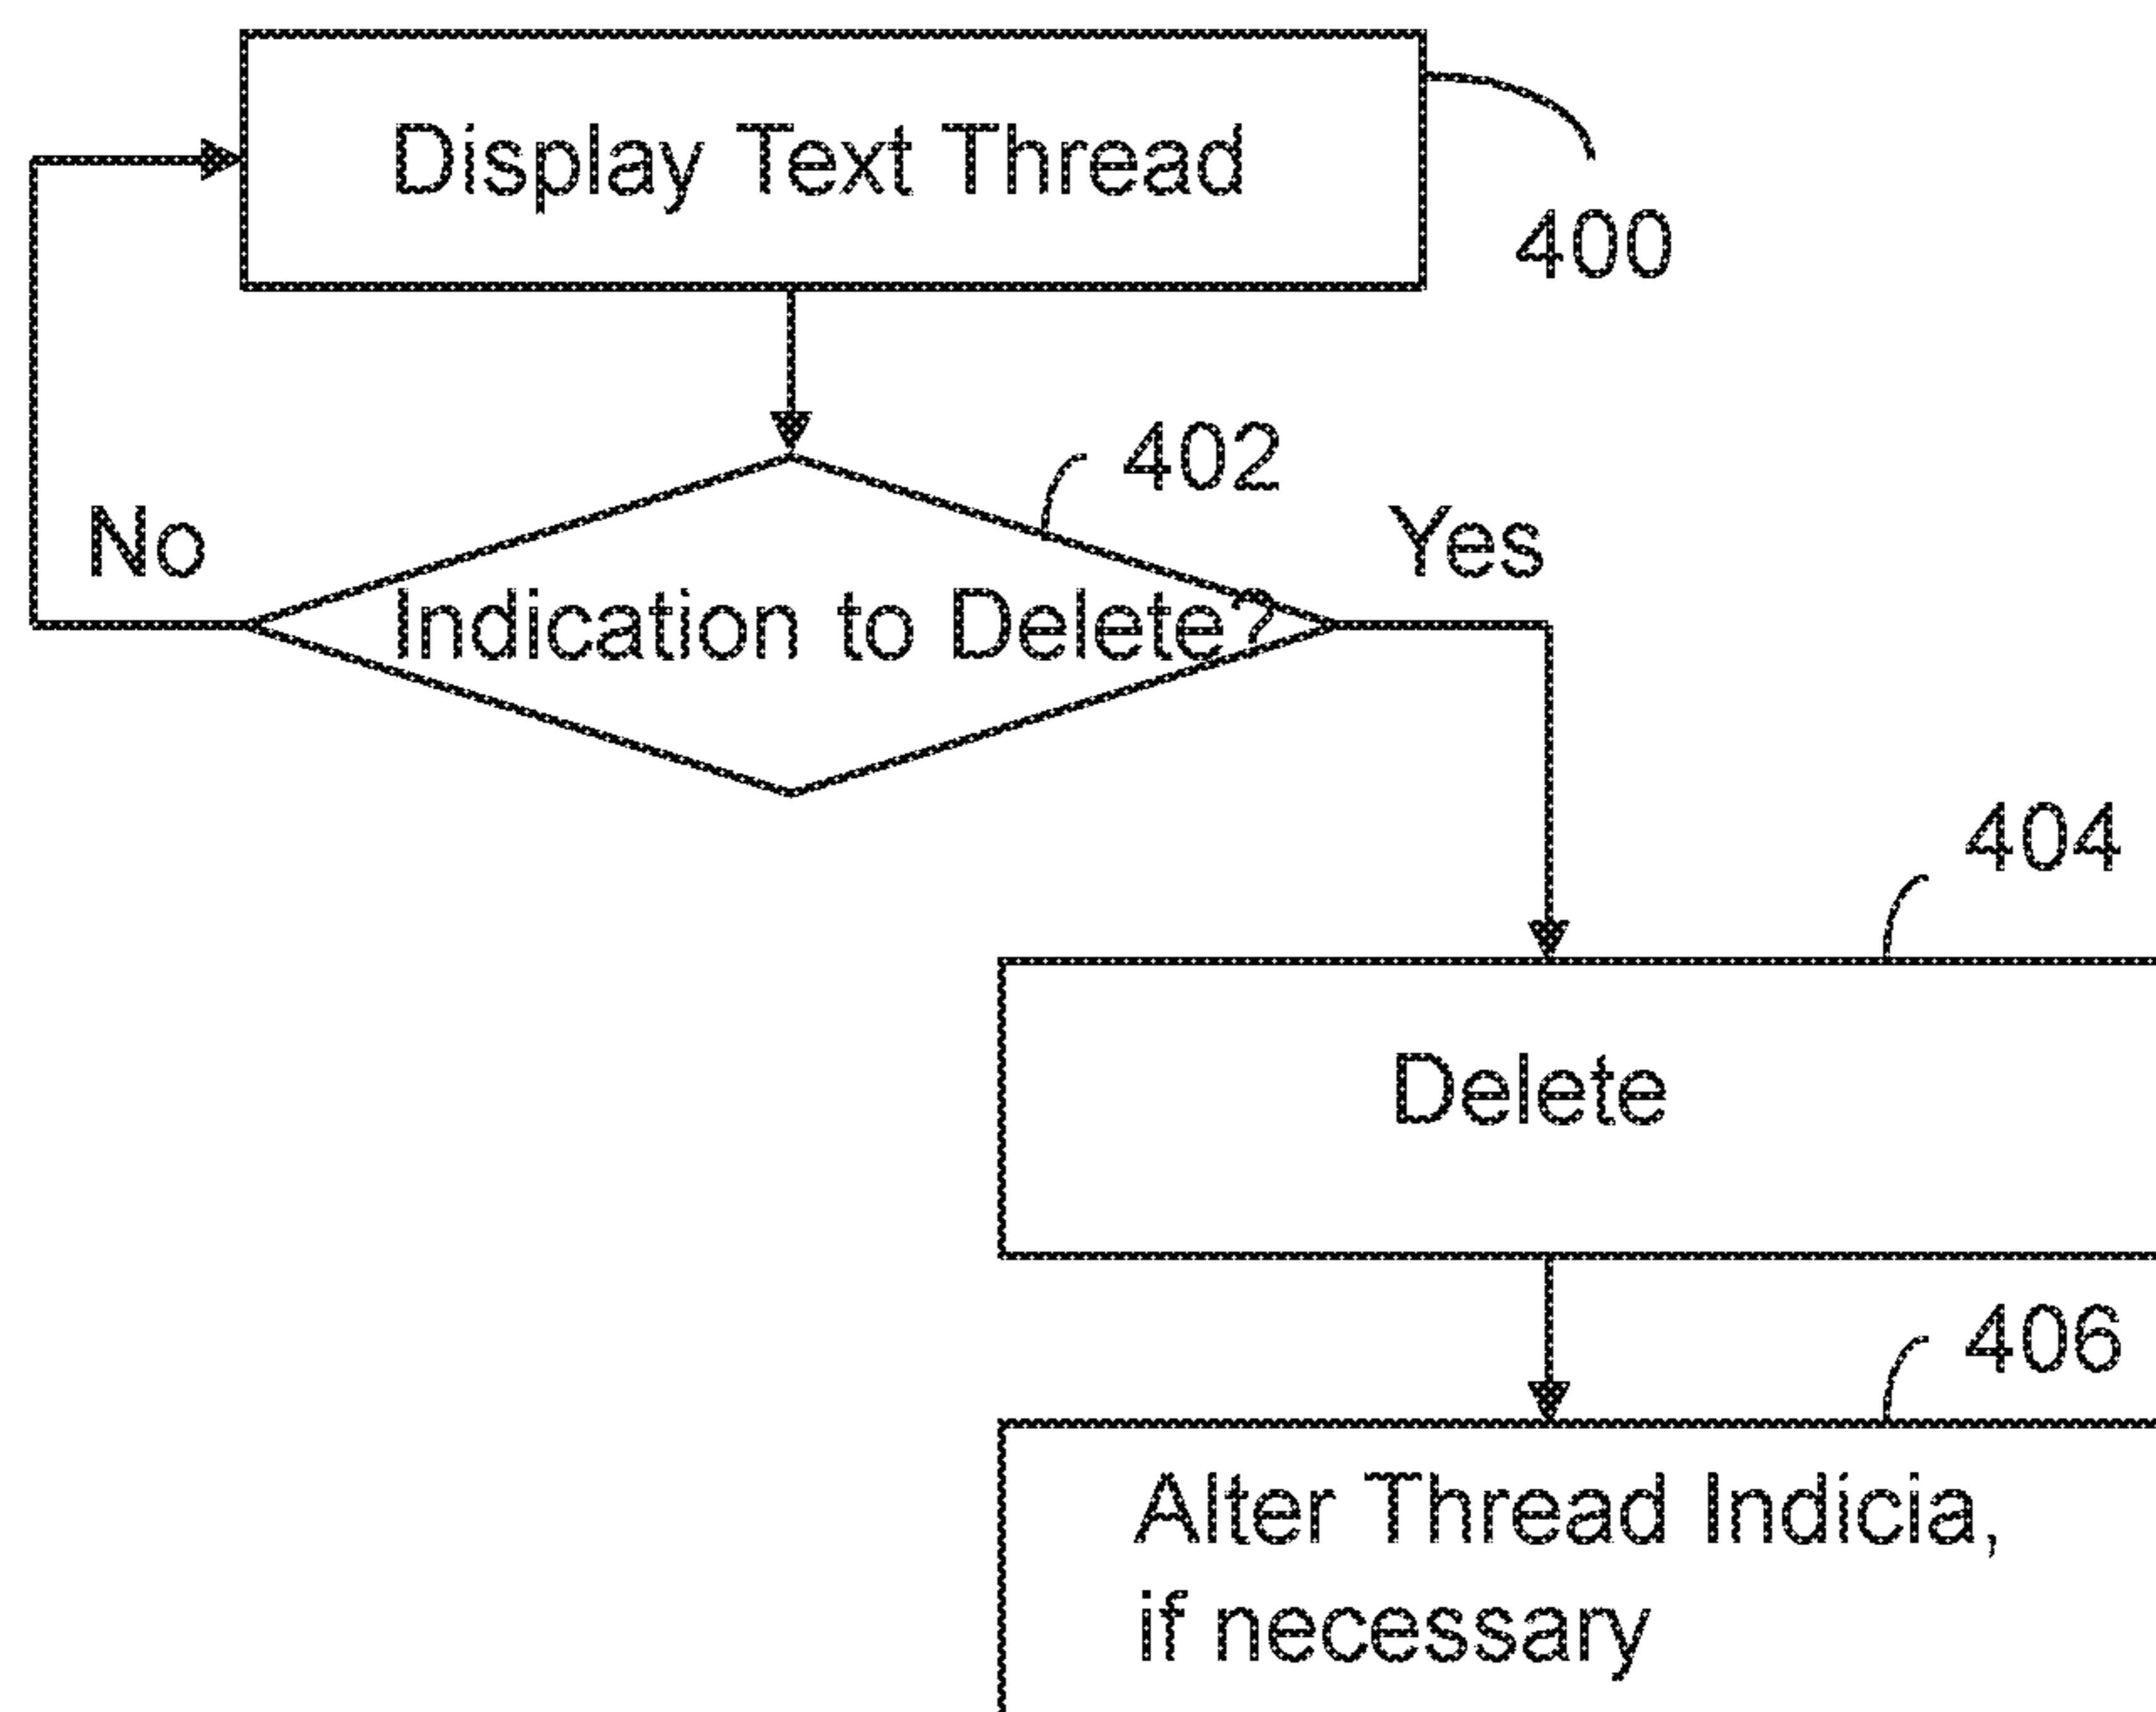 Display Text Thread
400
402
No
Yes
Indication to Delete?
404
Delete
406
Alter Thread Indicia,
if necessary